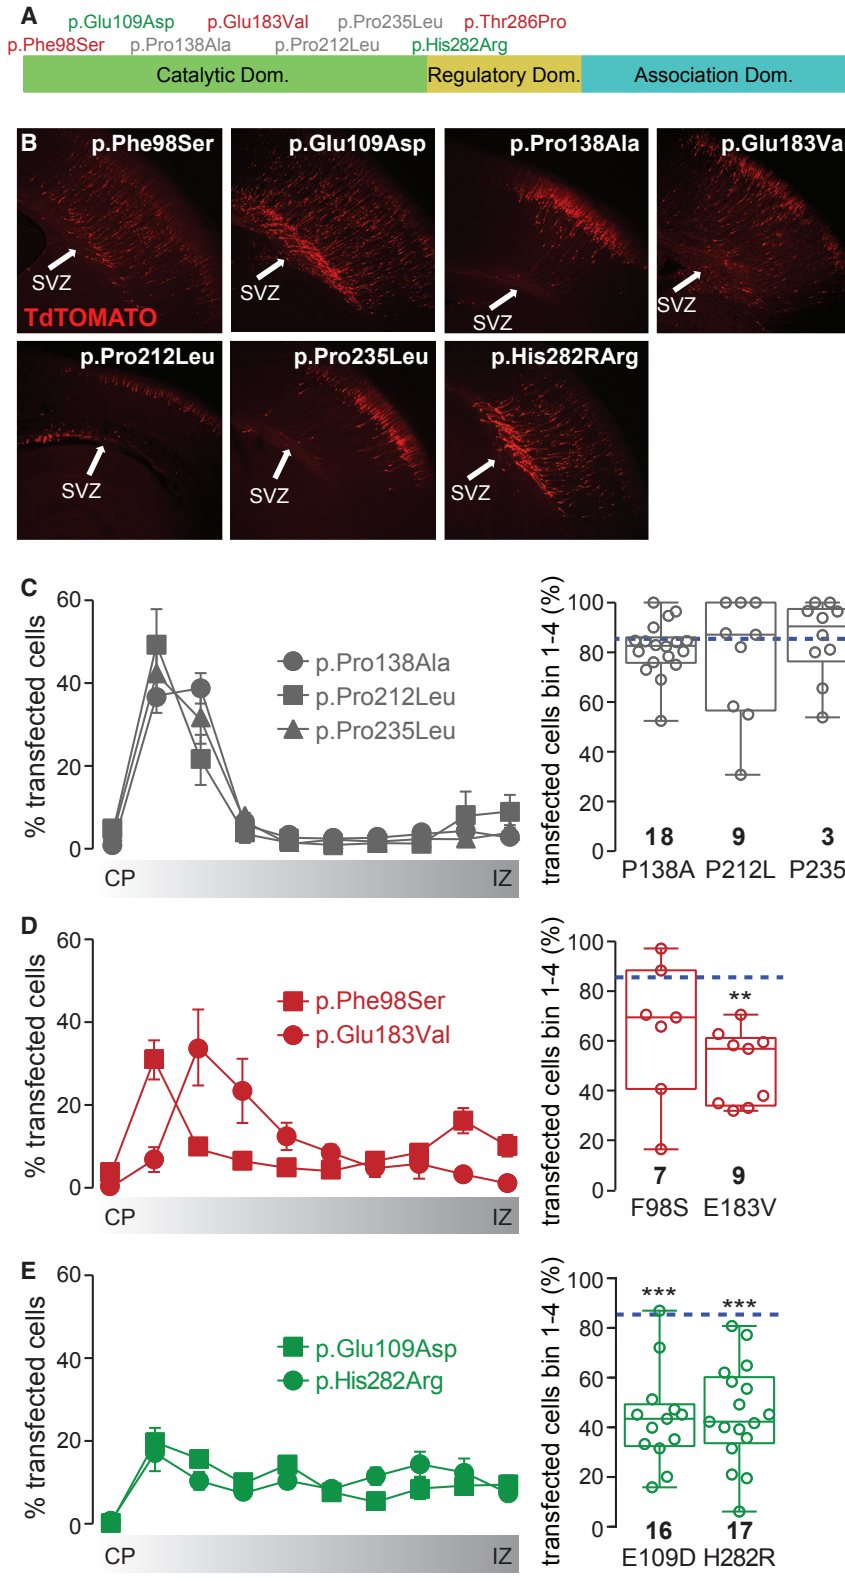 A
p.Glu109Asp p.Glu183Val p.Pro235Leu p.Thr286Pro
p.Phe98Ser p.Pro138Ala p.Pro212Leu p.His282Arg
Catalytic Dom. Regulatory Dom. Association Dom.
B p.Phe98Ser p.Glu109Asp p.Pro138Ala p.Glu183Va
SVZ SVZ SVZ SVZ
TdTOMATO
p.Pro212Leu p.Pro235Leu p.His282RArg
SVZ SVZ SVZ
C
% transfected cells
60
40
20
0
p.Pro138Ala
p.Pro212Leu
p.Pro235Leu
CP IZ
transfected cells bin 1-4 (%)
100
80
60
40
20
0
18 9 3
P138A P212L P235
D
% transfected cells
60
40
20
0
p.Phe98Ser
p.Glu183Val
CP IZ
transfected cells bin 1-4 (%)
100
80
60
40
20
0
**
7 9
F98S E183V
E
% transfected cells
60
40
20
0
p.Glu109Asp
p.His282Arg
CP IZ
transfected cells bin 1-4 (%)
100
80
60
40
20
0
*** ***
16 17
E109D H282R